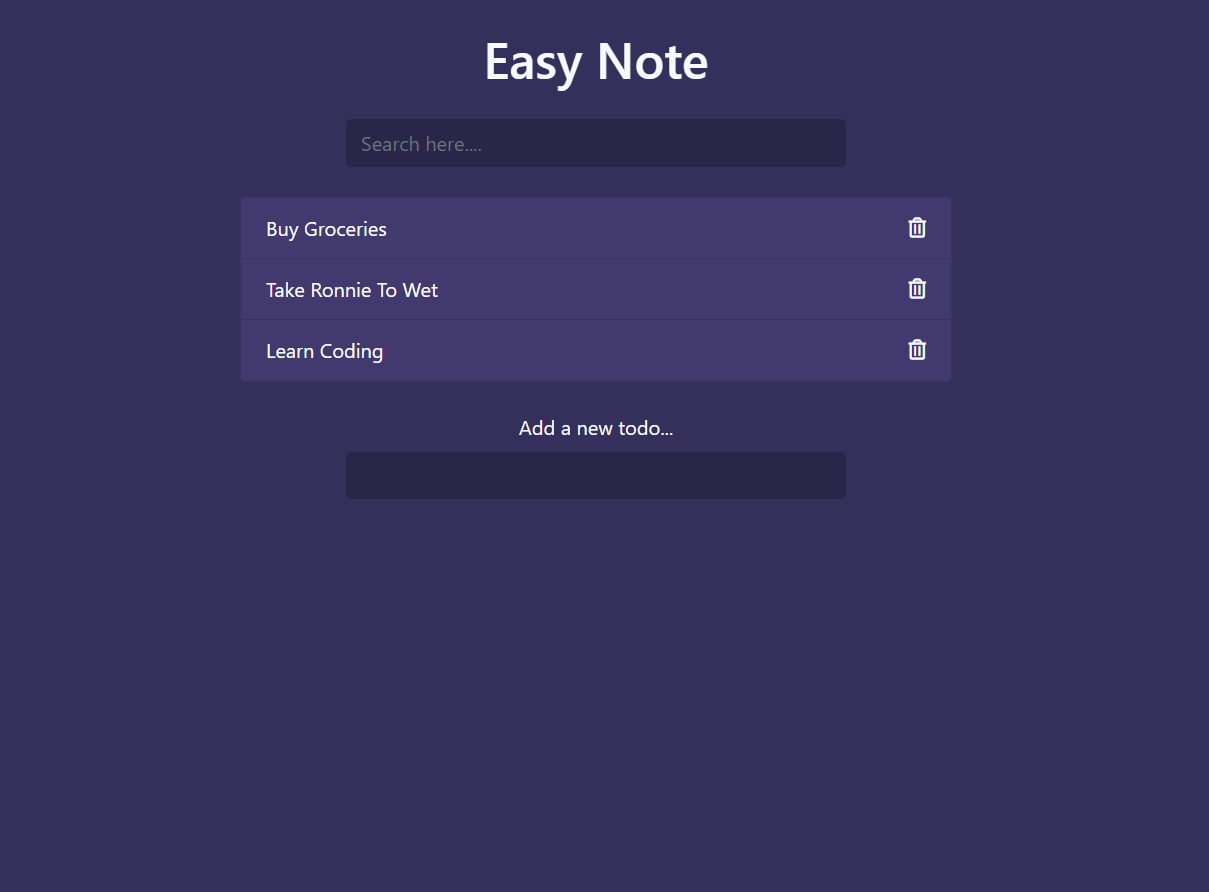 Easy Note
Search here....
Buy Groceries
Take Ronnie To Wet
Learn Coding
Add a new todo...